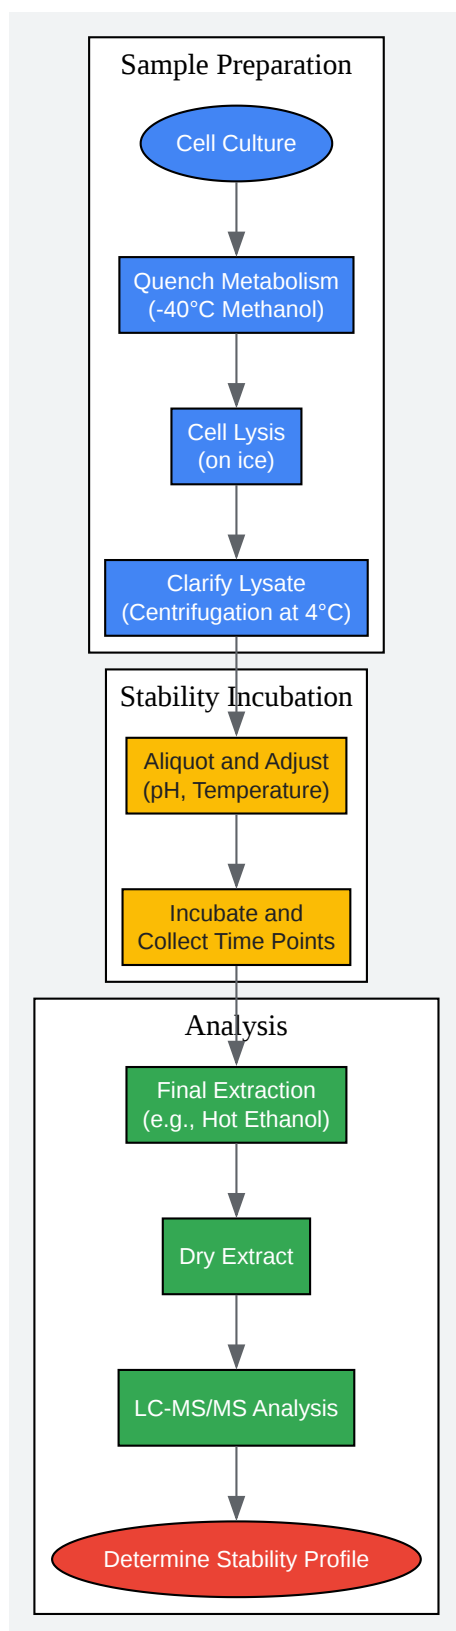 Sample Preparation
Cell Culture
Quench Metabolism
(-40°C Methanol)
Cell Lysis
(on ice)
Clarify Lysate
(Centrifugation at 4°C)
Stability Incubation
Aliquot and Adjust
(pH, Temperature)
Incubate and
Collect Time Points
Analysis
Final Extraction
(e.g., Hot Ethanol)
Dry Extract
LC-MS/MS Analysis
Determine Stability Profile